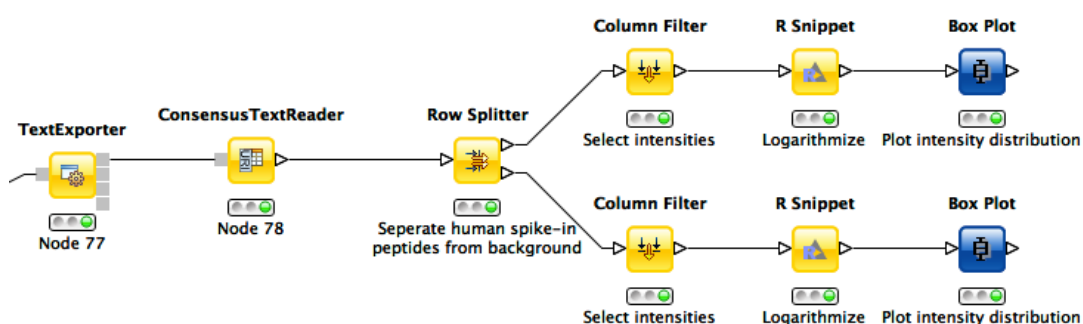 Column Filter
R Snippet
Box Plot
TextExporter
ConsensusTextReader
Row Splitter
URI
Select intensities
Logarithmize
Plot intensity distribution
Node 77
Node 78
Seperate human spike-in
peptides from background
Column Filter
R Snippet
Box Plot
Select intensities
Logarithmize
Plot intensity distribution